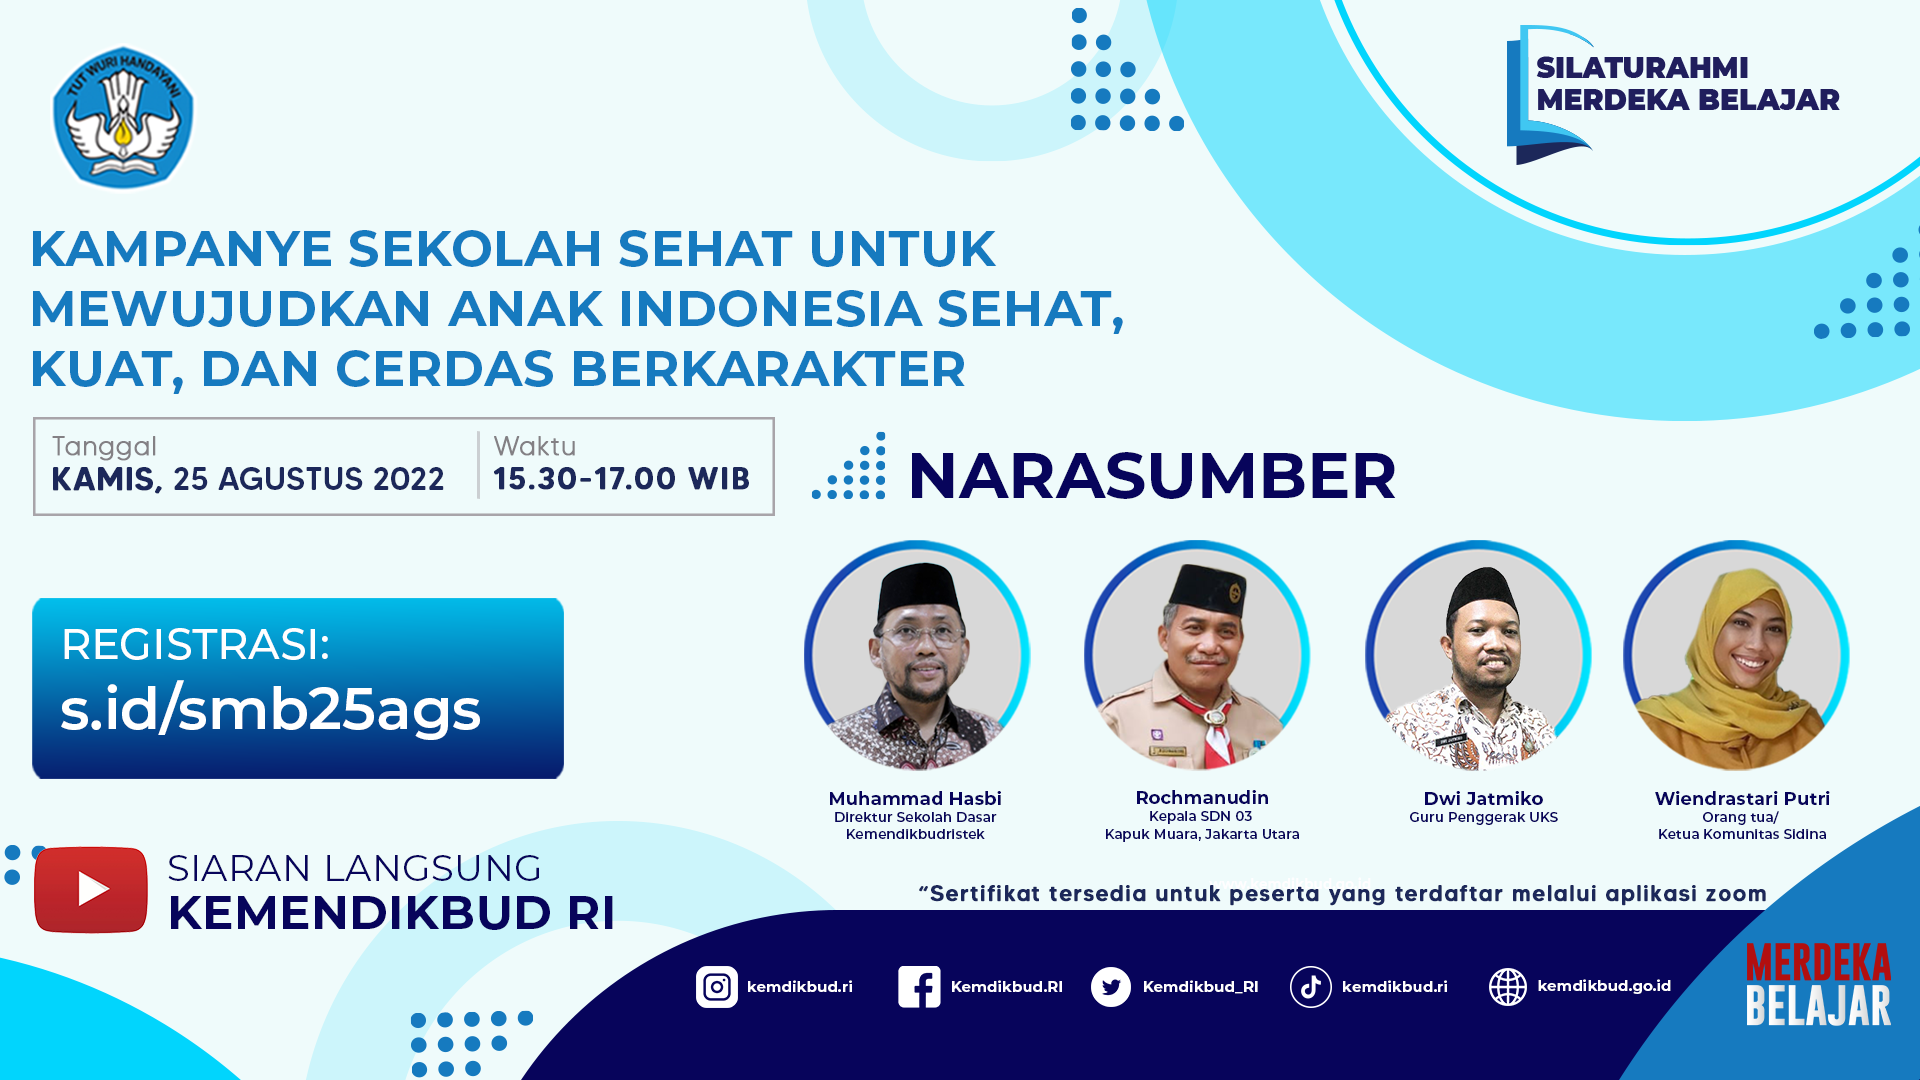 TUT WURI HANDAYANI
SILATURAHMI
MERDEKA BELAJAR
KAMPANYE SEKOLAH SEHAT UNTUK
MEWUJUDKAN ANAK INDONESIA SEHAT,
KUAT, DAN CERDAS BERKARAKTER
Tanggal
KAMIS, 25 AGUSTUS 2022
Waktu
15.30-17.00 WIB
NARASUMBER
REGISTRASI:
s.id/smb25ags
Muhammad Hasbi
Direktur Sekolah Dasar
Kemendikbudristek
Rochmanudin
Kepala SDN 03
Kapuk Muara, Jakarta Utara
Dwi Jatmiko
Guru Penggerak UKS
Wiendrastari Putri
Orang tua/
Ketua Komunitas Sidina
SIARAN LANGSUNG
KEMENDIKBUD RI
“Sertifikat tersedia untuk peserta yang terdaftar melalui aplikasi zoom
kemdikbud.ri
Kemdikbud.RI
Kemdikbud_RI
kemdikbud.ri
kemdikbud.go.id
MERDEKA
BELAJAR